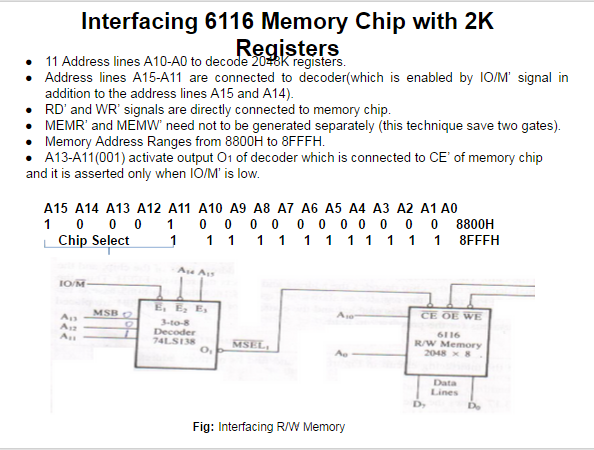 Interfacing 6116 Memory Chip with 2K
Registers
• 11 Address lines A10-A0 to decode 2048K registers.
• Address lines A15-A11 are connected to decoder(which is enabled by IO/M' signal in
addition to the address lines A15 and A14).
• RD' and WR' signals are directly connected to memory chip.
• MEMR' and MEMW' need not to be generated separately (this technique save two gates).
• Memory Address Ranges from 8800H to 8FFFH.
• A13-A11(001) activate output O1 of decoder which is connected to CE' of memory chip
and it is asserted only when IO/M' is low.
A15 A14 A13 A12 A11 A10 A9 A8 A7 A6 A5 A4 A3 A2 A1 A0
1 0 0 0 1 0 0 0 0 0 0 0 0 0 0 0 8800H
Chip Select 1 1 1 1 1 1 1 1 1 1 1 1 8FFFH
A14 A15
IO/M̅
E̅1 E̅2 E3
MSB 0
A13
A12 0
A11 1
3-to-8
Decoder
74LS138
O1
M̅S̅E̅L̅1
A10
A0
C̅E̅ O̅E̅ W̅E̅
6116
R/W Memory
2048 × 8
Data
Lines
D7 D0
Fig: Interfacing R/W Memory